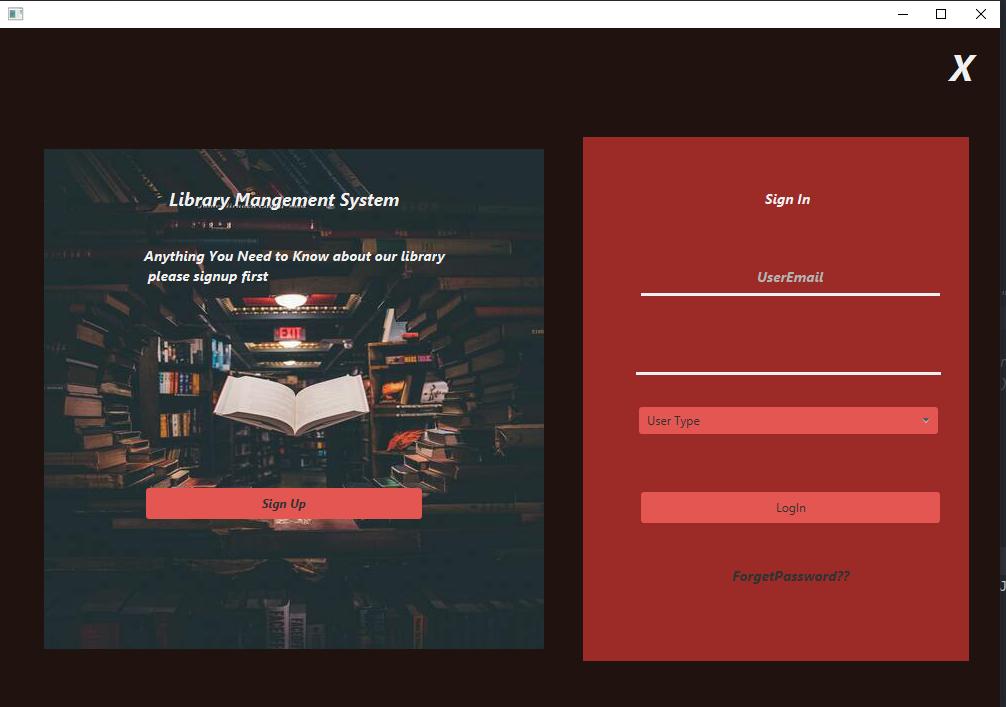 X
Library Mangement System
Anything You Need to Know about our library
please signup first
EXIT
Sign Up
Sign In
UserEmail
User Type
LogIn
ForgetPassword??
J